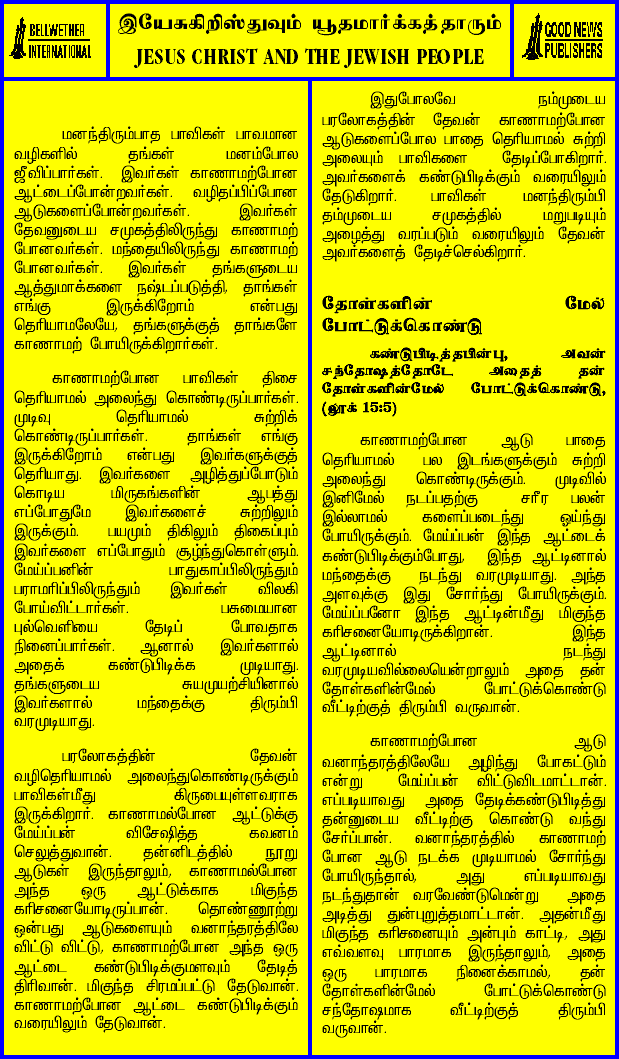 BELLWETHER
INTERNATIONAL
இயேசுகிறிஸ்துவும் யூதமார்க்கத்தாரும்
JESUS CHRIST AND THE JEWISH PEOPLE
GOOD NEWS
PUBLISHERS
மனந்திரும்பாத பாவிகள் பாவமான
வழிகளில் தங்கள் மனம்போல
ஜீவிப்பார்கள். இவர்கள் காணாமற்போன
ஆட்டைப்போன்றவர்கள். வழிதப்பிப்போன
ஆடுகளைப்போன்றவர்கள். இவர்கள்
தேவனுடைய சமுகத்திலிருந்து காணாமற்
போனவர்கள். மந்தையிலிருந்து காணாமற்
போனவர்கள். இவர்கள் தங்களுடைய
ஆத்துமாக்களை நஷ்டப்படுத்தி, தாங்கள்
எங்கு இருக்கிறோம் என்பது
தெரியாமலேயே, தங்களுக்குத் தாங்களே
காணாமற் போயிருக்கிறார்கள்.
காணாமற்போன பாவிகள் திசை
தெரியாமல் அலைந்து கொண்டிருப்பார்கள்.
முடிவு தெரியாமல் சுற்றிக்
கொண்டிருப்பார்கள். தாங்கள் எங்கு
இருக்கிறோம் என்பது இவர்களுக்குத்
தெரியாது. இவர்களை அழித்துப்போடும்
கொடிய மிருகங்களின் ஆபத்து
எப்போதுமே இவர்களைச் சுற்றிலும்
இருக்கும். பயமும் திகிலும் திகைப்பும்
இவர்களை எப்போதும் சூழ்ந்துகொள்ளும்.
மேய்ப்பனின் பாதுகாப்பிலிருந்தும்
பராமரிப்பிலிருந்தும் இவர்கள் விலகி
போய்விட்டார்கள். பசுமையான
புல்வெளியை தேடிப் போவதாக
நினைப்பார்கள். ஆனால் இவர்களால்
அதைக் கண்டுபிடிக்க முடியாது.
தங்களுடைய சுயமுயற்சியினால்
இவர்களால் மந்தைக்கு திரும்பி
வரமுடியாது.
பரலோகத்தின் தேவன்
வழிதெரியாமல் அலைந்துகொண்டிருக்கும்
பாவிகள்மீது கிருபையுள்ளவராக
இருக்கிறார். காணாமல்போன ஆட்டுக்கு
மேய்ப்பன் விசேஷித்த கவனம்
செலுத்துவான். தன்னிடத்தில் நூறு
ஆடுகள் இருந்தாலும், காணாமல்போன
அந்த ஒரு ஆட்டுக்காக மிகுந்த
கரிசனையோடிருப்பான். தொண்ணூற்று
ஒன்பது ஆடுகளையும் வனாந்தரத்திலே
விட்டு விட்டு, காணாமற்போன அந்த ஒரு
ஆட்டை கண்டுபிடிக்குமளவும் தேடித்
திரிவான். மிகுந்த சிரமப்பட்டு தேடுவான்.
காணாமற்போன ஆட்டை கண்டுபிடிக்கும்
வரையிலும் தேடுவான்.
இதுபோலவே நம்முடைய
பரலோகத்தின் தேவன் காணாமற்போன
ஆடுகளைப்போல பாதை தெரியாமல் சுற்றி
அலையும் பாவிகளை தேடிப்போகிறார்.
அவர்களைக் கண்டுபிடிக்கும் வரையிலும்
தேடுகிறார். பாவிகள் மனந்திரும்பி
தம்முடைய சமுகத்தில் மறுபடியும்
அழைத்து வரப்படும் வரையிலும் தேவன்
அவர்களைத் தேடிச்செல்கிறார்.
தோள்களின் மேல்
போட்டுக்கொண்டு
கண்டுபிடித்தபின்பு, அவன்
சந்தோஷத்தோடே அதைத் தன்
தோள்களின்மேல் போட்டுக்கொண்டு,
(லூக் 15:5)
காணாமற்போன ஆடு பாதை
தெரியாமல் பல இடங்களுக்கும் சுற்றி
அலைந்து கொண்டிருக்கும். முடிவில்
இனிமேல் நடப்பதற்கு சரீர பலன்
இல்லாமல் களைப்படைந்து ஓய்ந்து
போயிருக்கும். மேய்ப்பன் இந்த ஆட்டைக்
கண்டுபிடிக்கும்போது, இந்த ஆட்டினால்
மந்தைக்கு நடந்து வரமுடியாது. அந்த
அளவுக்கு இது சோர்ந்து போயிருக்கும்.
மேய்ப்பனோ இந்த ஆட்டின்மீது மிகுந்த
கரிசனையோடிருக்கிறான். இந்த
ஆட்டினால் நடந்து
வரமுடியவில்லையென்றாலும் அதை தன்
தோள்களின்மேல் போட்டுக்கொண்டு
வீட்டிற்குத் திரும்பி வருவான்.
காணாமற்போன ஆடு
வனாந்தரத்திலேயே அழிந்து போகட்டும்
என்று மேய்ப்பன் விட்டுவிடமாட்டான்.
எப்படியாவது அதை தேடிக்கண்டுபிடித்து
தன்னுடைய வீட்டிற்கு கொண்டு வந்து
சேர்ப்பான். வனாந்தரத்தில் காணாமற்
போன ஆடு நடக்க முடியாமல் சோர்ந்து
போயிருந்தால், அது எப்படியாவது
நடந்துதான் வரவேண்டுமென்று அதை
அடித்து துன்புறுத்தமாட்டான். அதன்மீது
மிகுந்த கரிசனையும் அன்பும் காட்டி, அது
எவ்வளவு பாரமாக இருந்தாலும், அதை
ஒரு பாரமாக நினைக்காமல், தன்
தோள்களின்மேல் போட்டுக்கொண்டு
சந்தோஷமாக வீட்டிற்குத் திரும்பி
வருவான்.